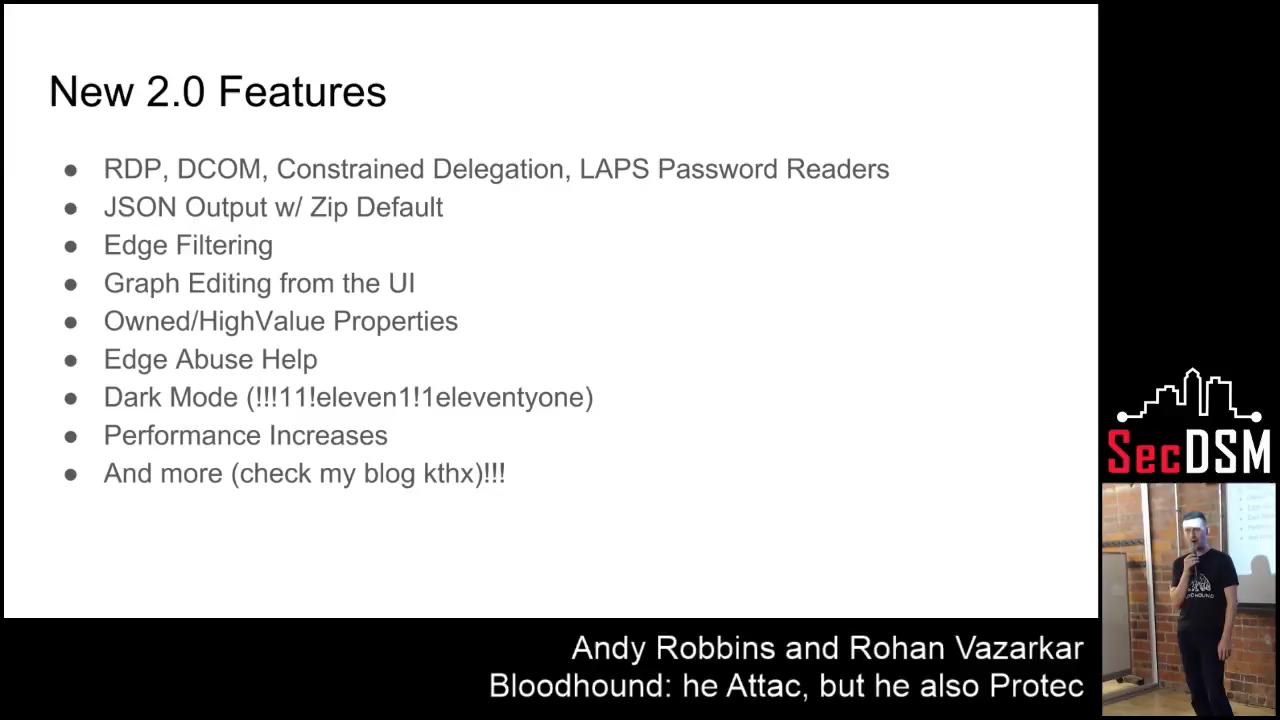 New 2.0 Features
● RDP, DCOM, Constrained Delegation, LAPS Password Readers
● JSON Output w/ Zip Default
● Edge Filtering
● Graph Editing from the UI
● Owned/HighValue Properties
● Edge Abuse Help
● Dark Mode (!!!11!eleven1!1eleventyone)
● Performance Increases
● And more (check my blog kthx)!!!
SecDSM
Andy Robbins and Rohan Vazarkar
Bloodhound: he Attac, but he also Protec